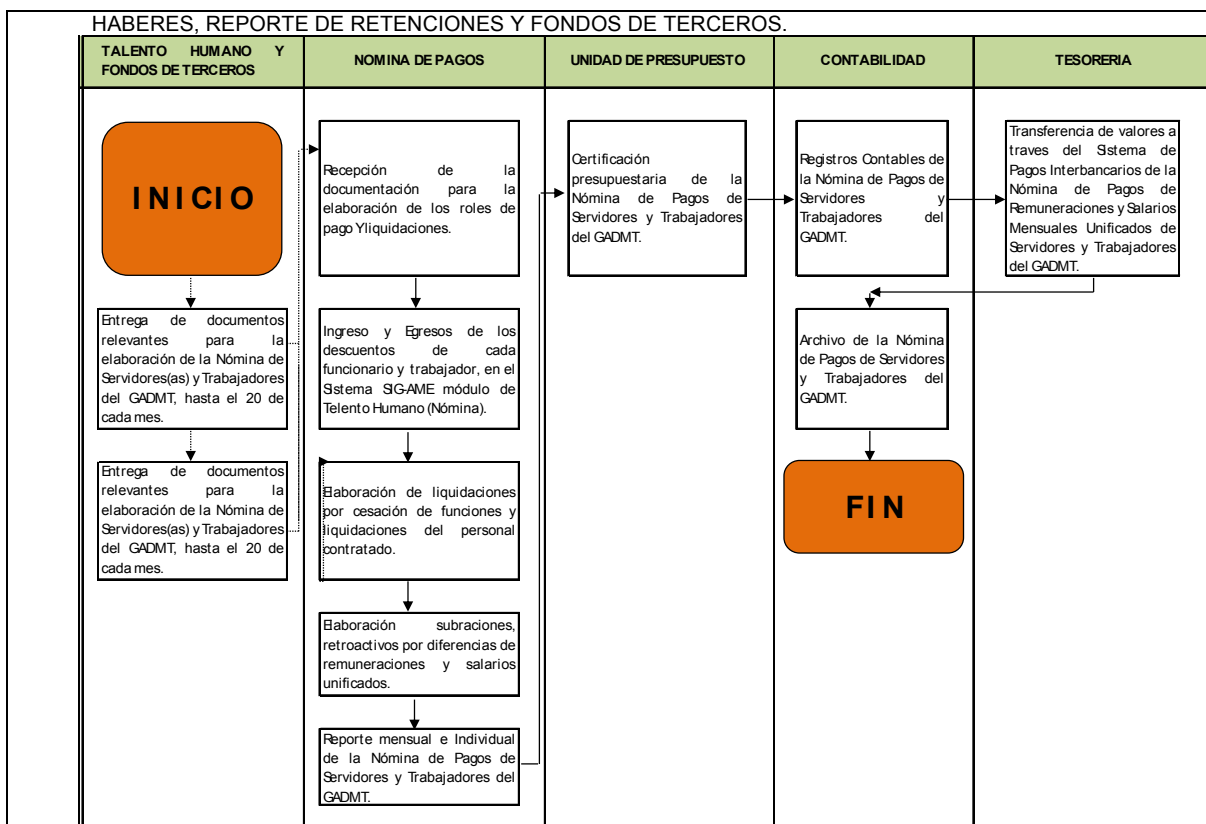 HABERES, REPORTE DE RETENCIONES Y FONDOS DE TERCEROS.
TALENTO HUMANO Y
FONDOS DE TERCEROS
NOMINA DE PAGOS
UNIDAD DE PRESUPUESTO
CONTABILIDAD
TESORERIA
INICIO
Entrega de documentos
relevantes para la
elaboración de la Nómina de
Servidores(as) y Trabajadores
del GADMT, hasta el 20 de
cada mes.
Entrega de documentos
relevantes para la
elaboración de la Nómina de
Servidores(as) y Trabajadores
del GADMT, hasta el 20 de
cada mes.
Recepción de la
documentación para la
elaboración de los roles de
pago Yliquidaciones.
Ingreso y Egresos de los
descuentos de cada
funcionario y trabajador, en el
Sistema SIG-AME módulo de
Telento Humano (Nómina).
Elaboración de liquidaciones
por cesación de funciones y
liquidaciones del personal
contratado.
Elaboración subraciones,
retroactivos por diferencias de
remuneraciones y salarios
unificados.
Reporte mensual e Individual
de la Nómina de Pagos de
Servidores y Trabajadores del
GADMT.
Certificación
presupuestaria de la
Nómina de Pagos de
Servidores y Trabajadores
del GADMT.
Registros Contables de
la Nómina de Pagos de
Servidores y
Trabajadores del
GADMT.
Archivo de la Nómina
de Pagos de Servidores
y Trabajadores del
GADMT.
FIN
Transferencia de valores a
traves del Sistema de
Pagos Interbancarios de la
Nómina de Pagos de
Remuneraciones y Salarios
Mensuales Unificados de
Servidores y Trabajadores
del GADMT.